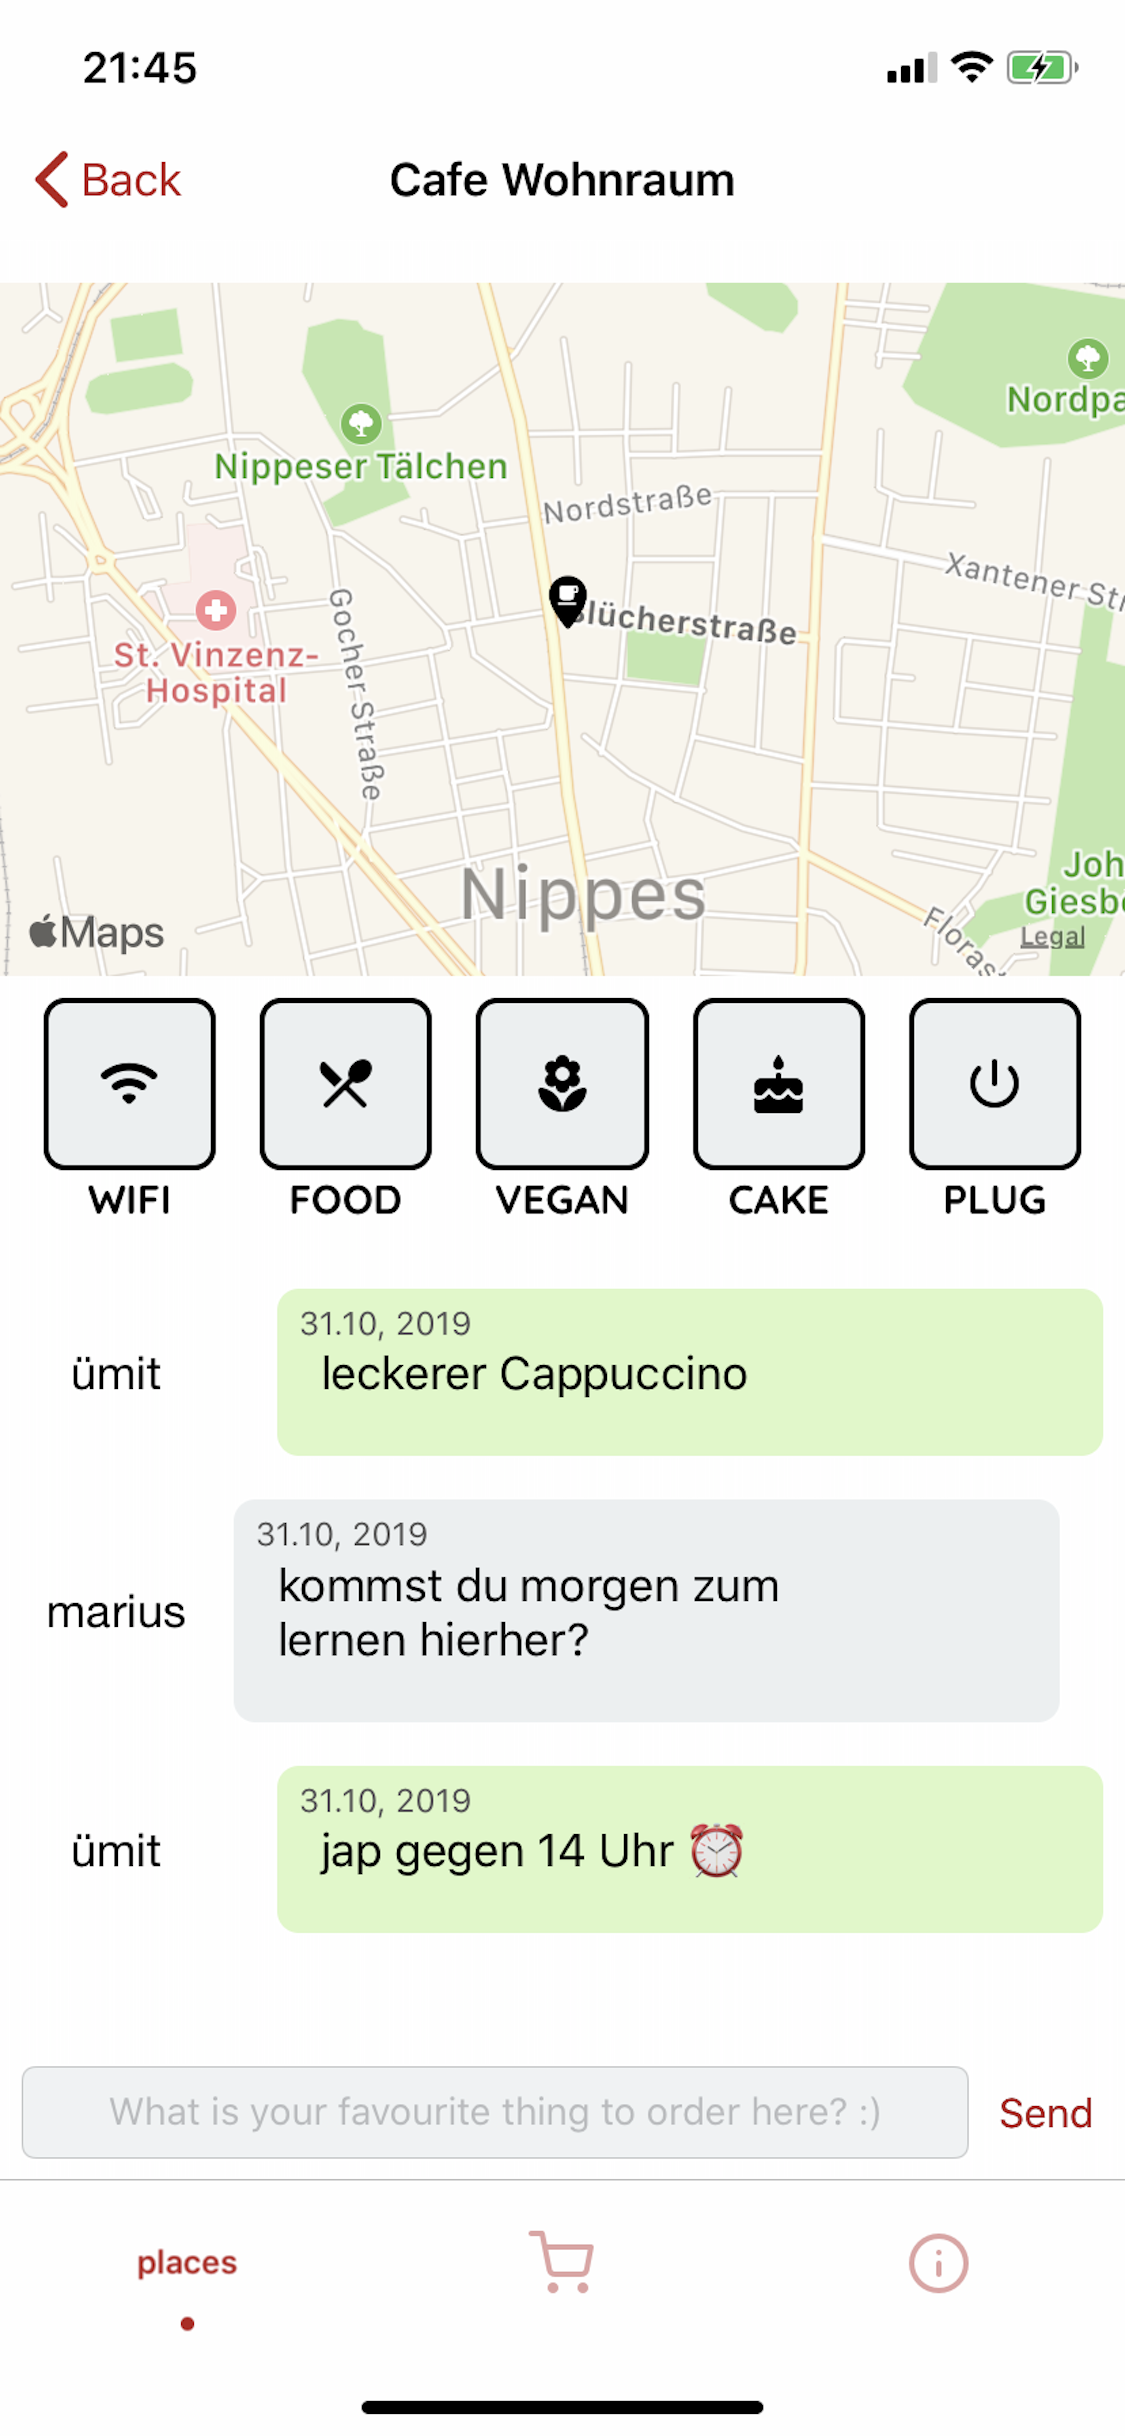 21:45
Back
Cafe Wohnraum
Nordpa
Nippeser Tälchen
Nordstraße
Xantener Str
lücherstraße
Gocher-Straße
St. Vinzenz-
Hospital
Nippes
Joh
Giesb
Floras
Maps
Legal
WIFI
FOOD
VEGAN
CAKE
PLUG
31.10, 2019
ümit
leckerer Cappuccino
31.10, 2019
kommst du morgen zum
marius
lernen hierher?
31.10, 2019
ümit
jap gegen 14 Uhr ⏰
What is your favourite thing to order here? :)
Send
places